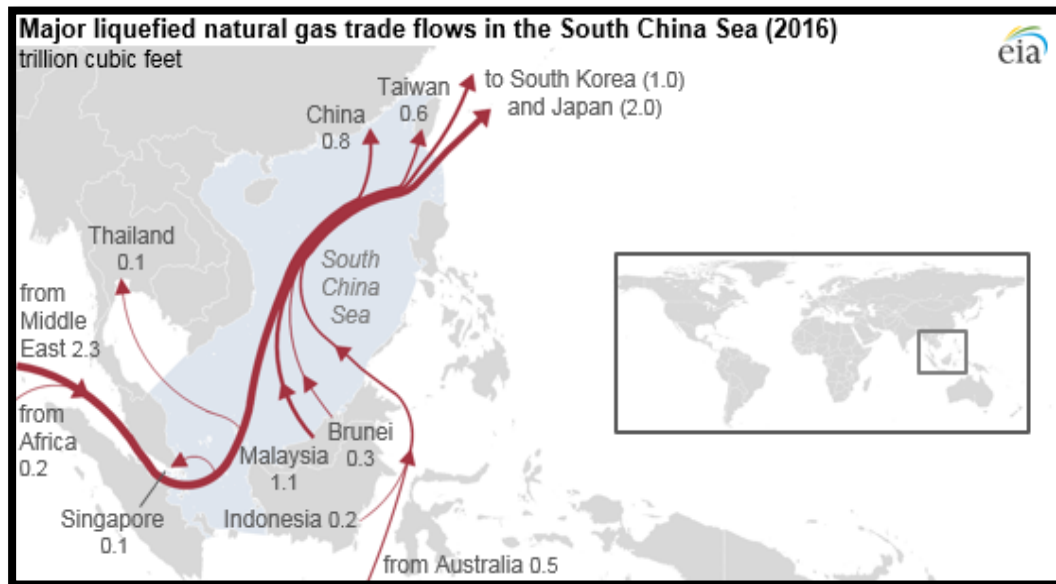 Major liquefied natural gas trade flows in the South China Sea (2016)
trillion cubic feet
eia
Taiwan
0.6
to South Korea (1.0)
and Japan (2.0)
China
0.8
Thailand
0.1
South
China
Sea
from
Middle
East 2.3
from
Africa
0.2
Brunei
0.3
Malaysia
1.1
Singapore
0.1
Indonesia 0.2
from Australia 0.5